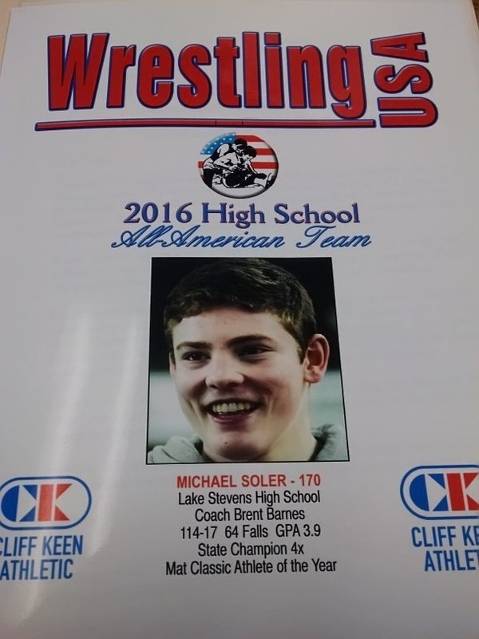 Wrestling USA
2016 High School
All-American Team
MICHAEL SOLER - 170
Lake Stevens High School
Coach Brent Barnes
114-17 64 Falls GPA 3.9
State Champion 4x
Mat Classic Athlete of the Year
CK
CLIFF KEEN
ATHLETIC
CK
CLIFF KE
ATHLET